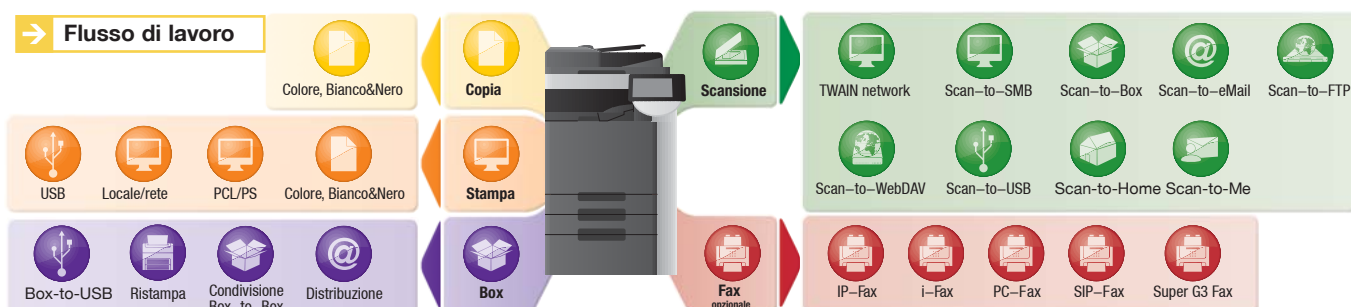 Flusso di lavoro
Colore, Bianco&Nero
Copia
Scansione
TWAIN network
Scan–to–SMB
Scan–to–Box
Scan–to–eMail
Scan–to–FTP
USB
Locale/rete
PCL/PS
Colore, Bianco&Nero
Stampa
Scan–to–WebDAV
Scan–to–USB
Scan-to-Home
Scan-to-Me
Box-to-USB
Ristampa
Condivisione
Box–to–Box
Distribuzione
Box
Fax
opzionale
IP–Fax
i–Fax
PC–Fax
SIP–Fax
Super G3 Fax